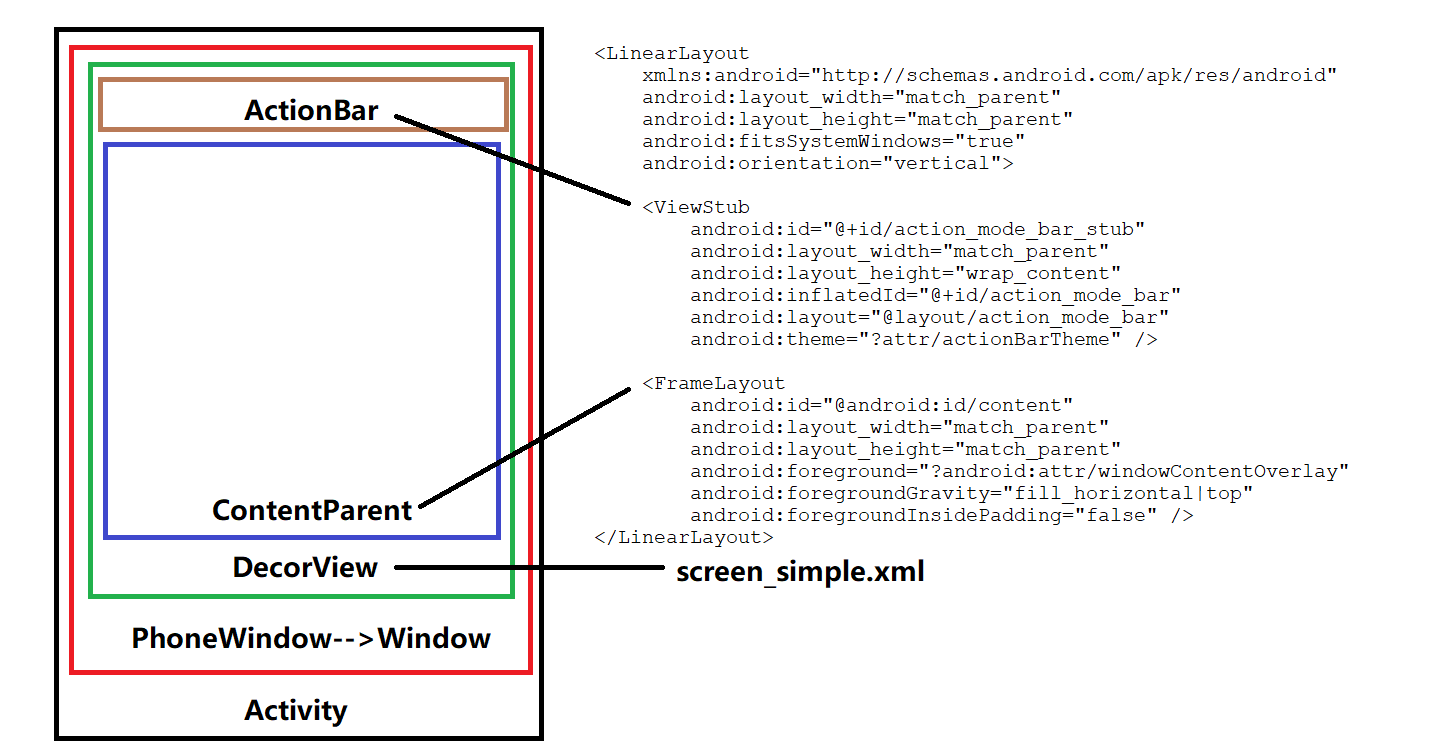 ActionBar
ContentParent
DecorView
PhoneWindow-->Window
Activity
<LinearLayout
    xmlns:android="http://schemas.android.com/apk/res/android"
    android:layout_width="match_parent"
    android:layout_height="match_parent"
    android:fitsSystemWindows="true"
    android:orientation="vertical">
    <ViewStub
        android:id="@+id/action_mode_bar_stub"
        android:layout_width="match_parent"
        android:layout_height="wrap_content"
        android:inflatedId="@+id/action_mode_bar"
        android:layout="@layout/action_mode_bar"
        android:theme="?attr/actionBarTheme" />
    <FrameLayout
        android:id="@android:id/content"
        android:layout_width="match_parent"
        android:layout_height="match_parent"
        android:foreground="?android:attr/windowContentOverlay"
        android:foregroundGravity="fill_horizontal|top"
        android:foregroundInsidePadding="false" />
</LinearLayout>
screen_simple.xml